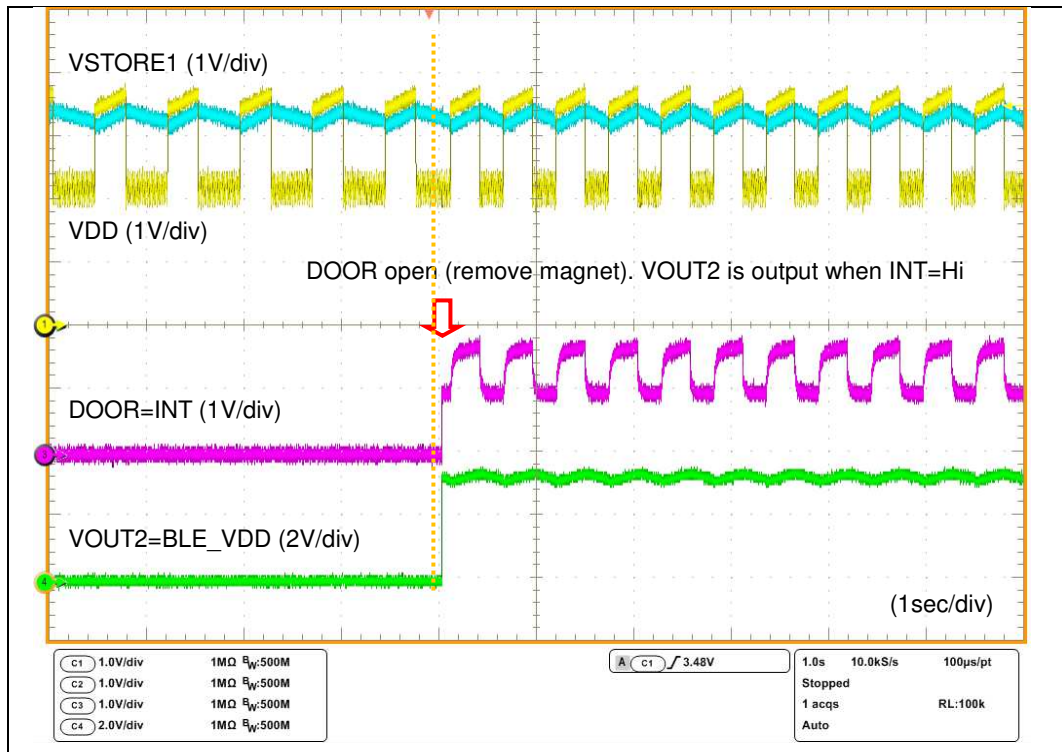 VSTORE1 (1V/div)
VDD (1V/div)
DOOR open (remove magnet). VOUT2 is output when INT=Hi
1
DOOR=INT (1V/div)
3
VOUT2=BLE_VDD (2V/div)
4
(1sec/div)
C1 1.0V/div 1MΩ BW:500M
C2 1.0V/div 1MΩ BW:500M
C3 1.0V/div 1MΩ BW:500M
C4 2.0V/div 1MΩ BW:500M
A C1 3.48V
1.0s 10.0kS/s 100µs/pt
Stopped
1 acqs RL:100k
Auto